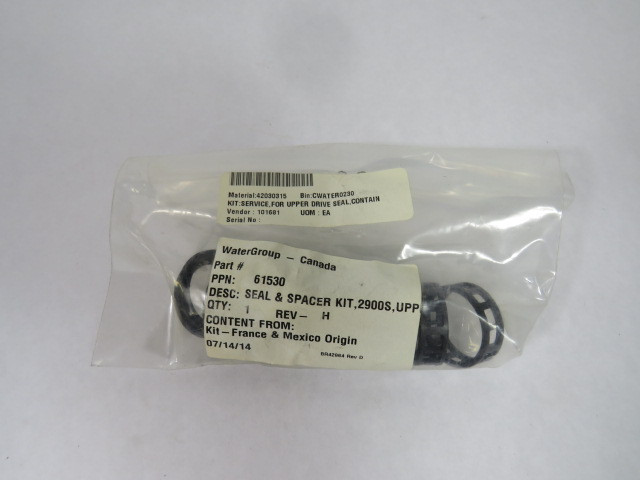 Material:42030315 Bin:CWATER0290
KIT:SERVICE,FOR UPPER DRIVE SEAL,CONTAIN
Vendor : 101681 UOM : EA
Serial No :
WaterGroup – Canada
Part #
PPN: 61530
DESC: SEAL & SPACER KIT,2900S,UPP
QTY: 1 REV– H
CONTENT FROM:
Kit–France & Mexico Origin
07/14/14
Rev D